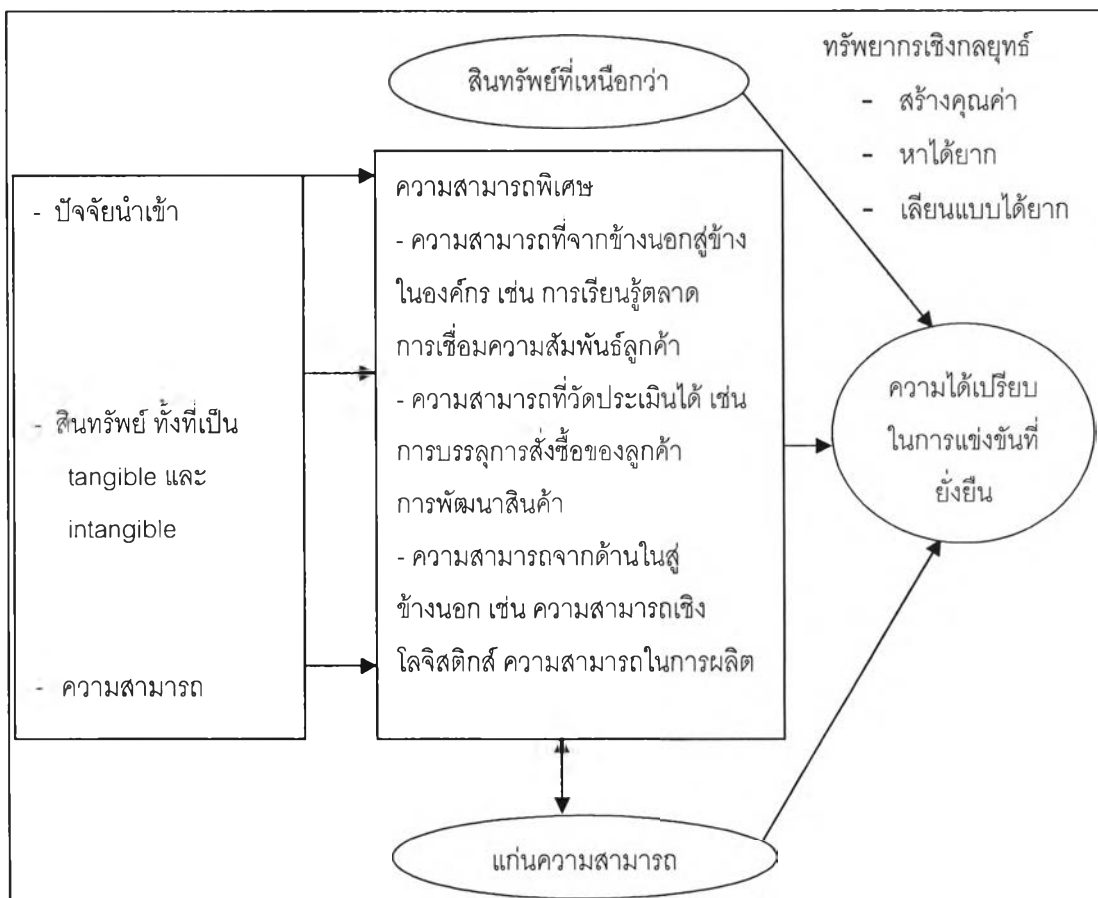 สินทรัพย์ที่เหนือกว่า
ทรัพยากรเชิงกลยุทธ์
- สร้างคุณค่า
- หาได้ยาก
- เลียนแบบได้ยาก
- ปัจจัยนำเข้า
- สินทรัพย์ ทั้งที่เป็น
tangible และ
intangible
- ความสามารถ
ความสามารถพิเศษ
- ความสามารถที่จากข้างนอกสู่ข้าง
ในองค์กร เช่น การเรียนรู้ตลาด
การเชื่อมความสัมพันธ์ลูกค้า
- ความสามารถที่วัดประเมินได้ เช่น
การบรรลุการสั่งซื้อของลูกค้า
การพัฒนาสินค้า
- ความสามารถจากด้านในสู่
ข้างนอก เช่น ความสามารถเชิง
โลจิสติกส์ ความสามารถในการผลิต
ความได้เปรียบ
ในการแข่งขันที่
ยั่งยืน
แก่นความสามารถ